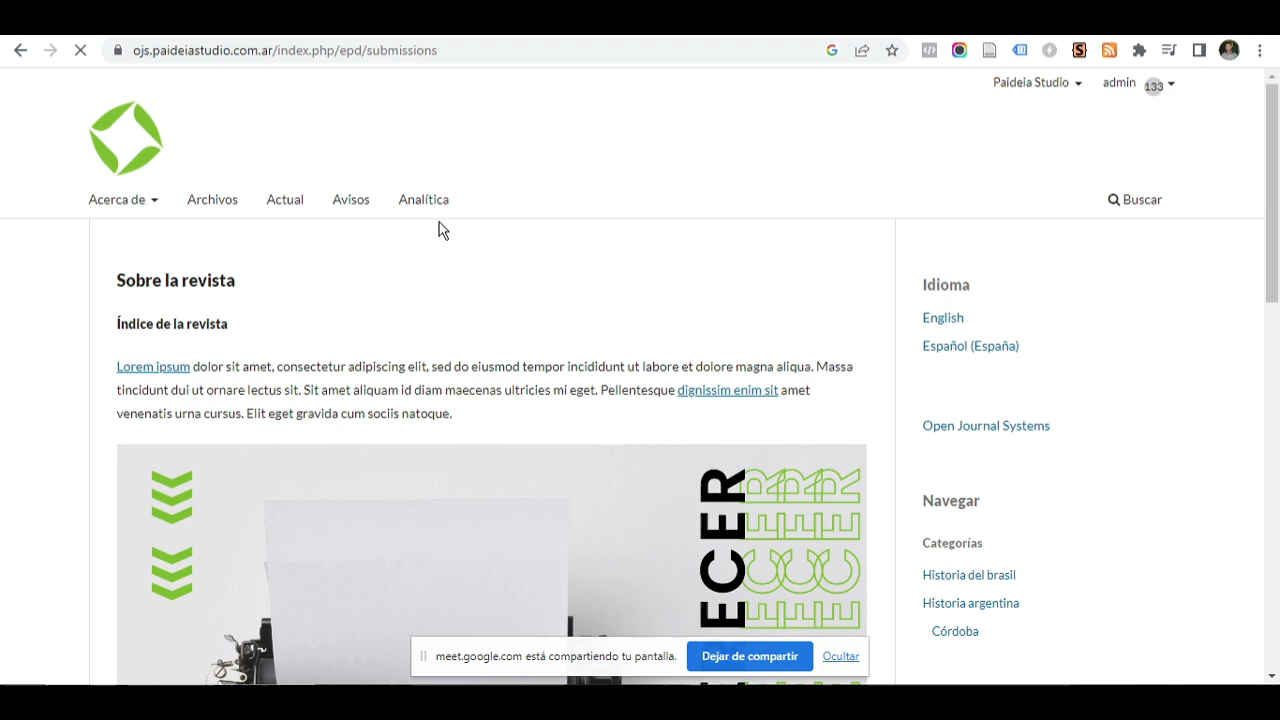 ojs.paideiastudio.com.ar/index.php/epd/submissions
Paideia Studio
admin 133
Acerca de
Archivos
Actual
Avisos
Analítica
Buscar
Sobre la revista
Índice de la revista
Lorem ipsum dolor sit amet, consectetur adipiscing elit, sed do eiusmod tempor incididunt ut labore et dolore magna aliqua. Massa
tincidunt dui ut ornare lectus sit. Sit amet aliquam id diam maecenas ultricies mi eget. Pellentesque dignissim enim sit amet
venenatis urna cursus. Elit eget gravida cum sociis natoque.
Idioma
English
Español (España)
Open Journal Systems
Navegar
Categorías
Historia del brasil
Historia argentina
Córdoba
ECER
meet.google.com está compartiendo tu pantalla.
Dejar de compartir
Ocultar